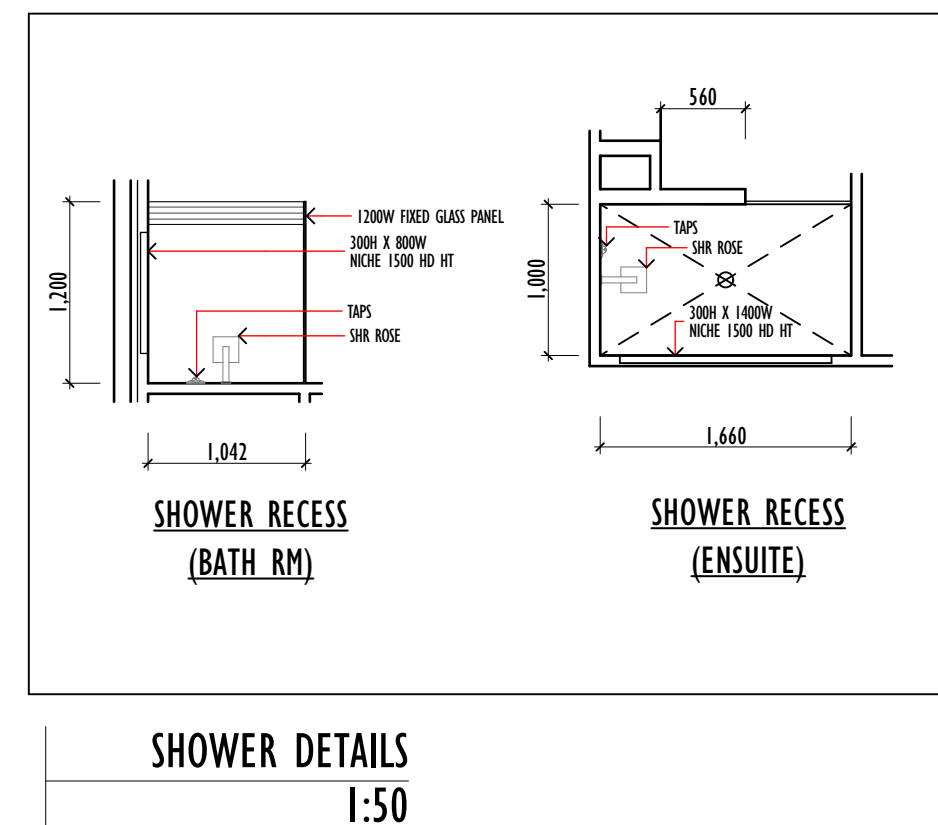 560
1200W FIXED GLASS PANEL
300H X 800W
NICHE 1500 HD HT
TAPS
SHR ROSE
1,200
1,042
SHOWER RECESS
(BATH RM)
TAPS
SHR ROSE
300H X 1400W
NICHE 1500 HD HT
1,000
1,660
SHOWER RECESS
(ENSUITE)
SHOWER DETAILS
1:50